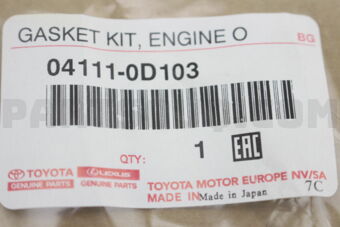 GASKET KIT, ENGINE O BG
04111-0D103
QTY: 1 EAC
TOYOTA LEXUS
GENUINE PARTS GENUINE PARTS
TOYOTA MOTOR EUROPE NV/SA
MADE IN Made in Japan 7C